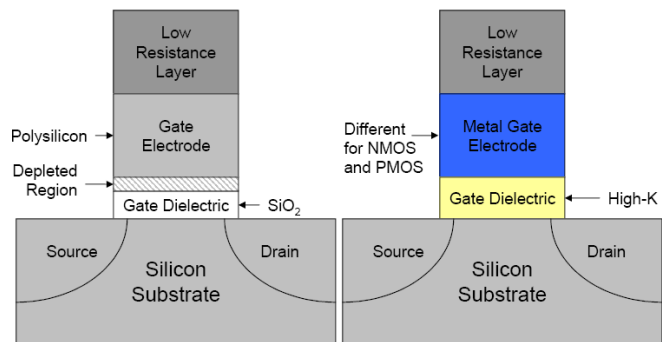 Low
Resistance
Layer
Polysilicon
Gate
Electrode
Depleted
Region
Gate Dielectric
SiO₂
Source
Drain
Silicon
Substrate
Low
Resistance
Layer
Different
for NMOS
and PMOS
Metal Gate
Electrode
Gate Dielectric
High-K
Source
Drain
Silicon
Substrate